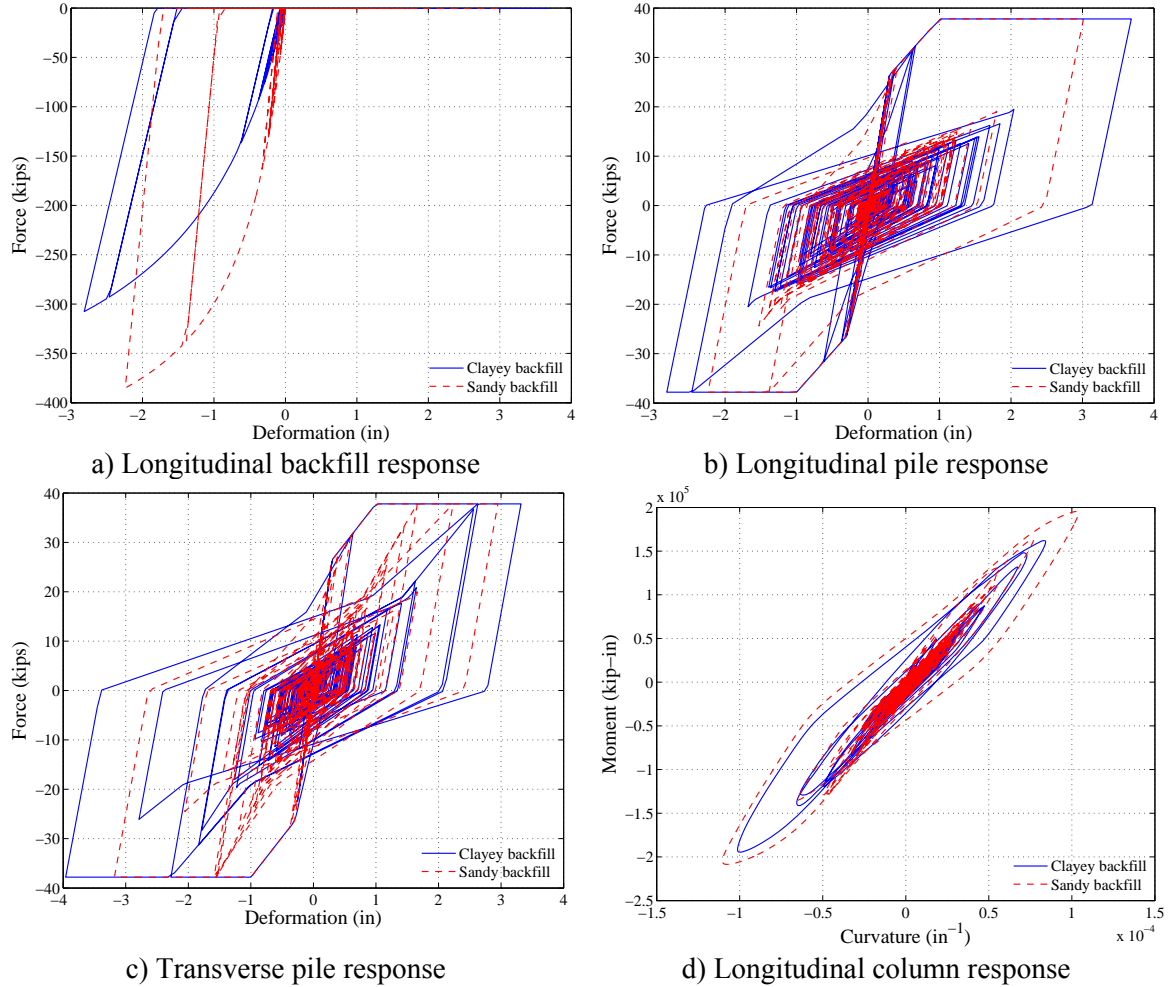 0
−50
−100
−150
−200
−250
−300
−350
−400
−3 −2 −1 0 1 2 3 4
Force (kips)
Deformation (in)
Clayey backfill
Sandy backfill
a) Longitudinal backfill response
40
30
20
10
0
−10
−20
−30
−40
−3 −2 −1 0 1 2 3 4
Force (kips)
Deformation (in)
Clayey backfill
Sandy backfill
b) Longitudinal pile response
40
30
20
10
0
−10
−20
−30
−40
−4 −3 −2 −1 0 1 2 3 4
Force (kips)
Deformation (in)
Clayey backfill
Sandy backfill
c) Transverse pile response
x 10⁵
2
1.5
1
0.5
0
−0.5
−1
−1.5
−2
−2.5
−1.5 −1 −0.5 0 0.5 1 1.5
Moment (kip−in)
Curvature (in⁻¹)
x 10⁻⁴
Clayey backfill
Sandy backfill
d) Longitudinal column response